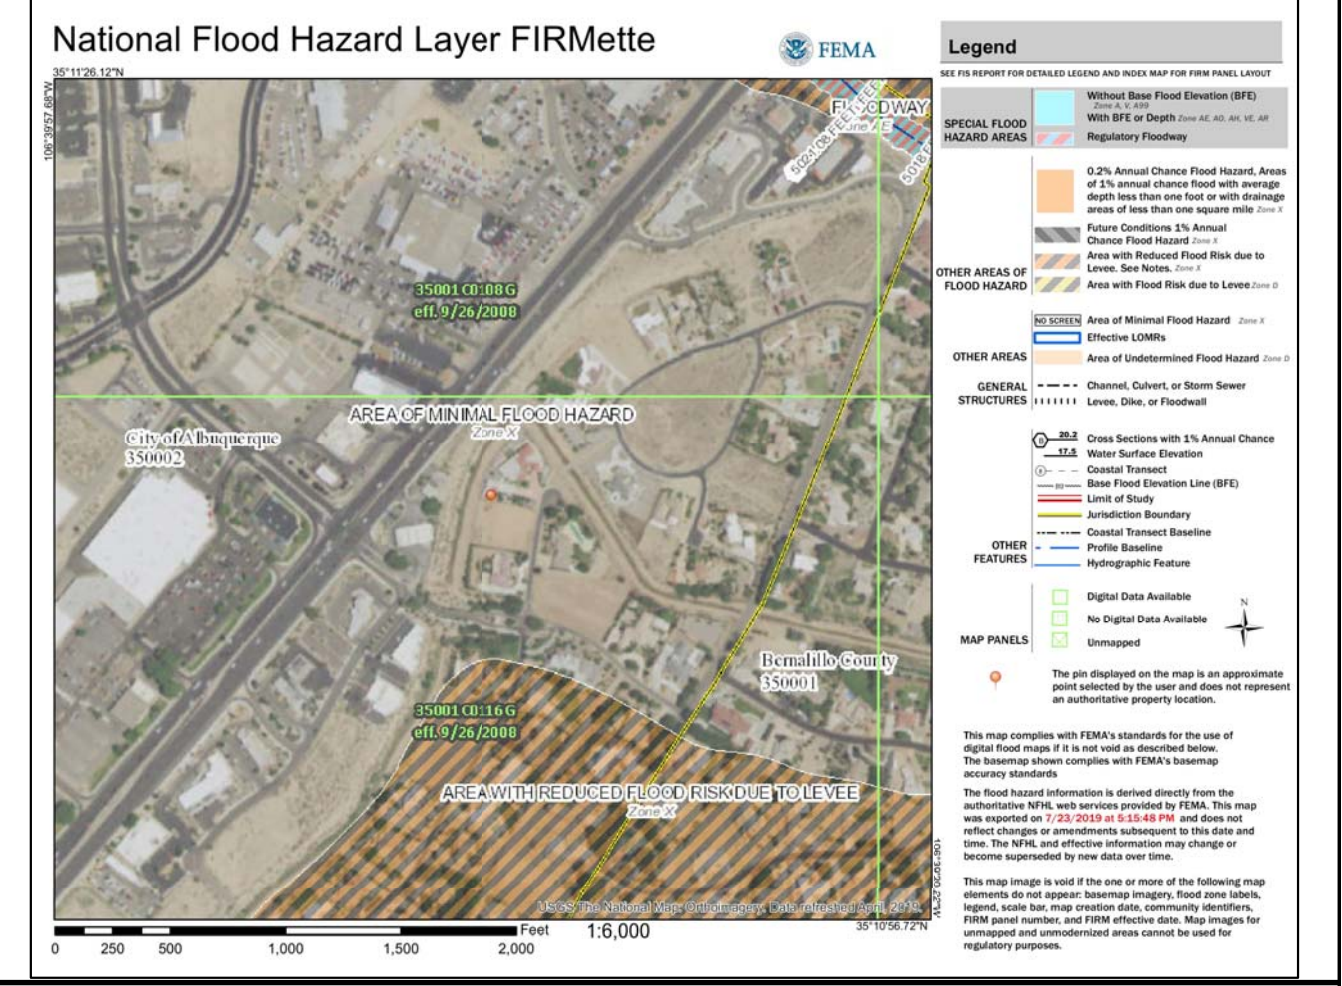 National Flood Hazard Layer FIRMette
FEMA
35°11'26.12"N
106°39'57.68"W
FLOODWAY
Zone AE
35001C0108G
eff. 9/26/2008
AREA OF MINIMAL FLOOD HAZARD
Zone X
City of Albuquerque
350002
Bernalillo County
350001
35001C0116G
eff. 9/26/2008
AREA WITH REDUCED FLOOD RISK DUE TO LEVEE
Zone X
USGS The National Map: Orthoimagery. Data refreshed April, 2019.
106°39'20.22"W
35°10'56.72"N
Feet
1:6,000
0 250 500 1,000 1,500 2,000
Legend
SEE FIS REPORT FOR DETAILED LEGEND AND INDEX MAP FOR FIRM PANEL LAYOUT
SPECIAL FLOOD
HAZARD AREAS
Without Base Flood Elevation (BFE)
Zone A, V, A99
With BFE or Depth Zone AE, AO, AH, VE, AR
Regulatory Floodway
0.2% Annual Chance Flood Hazard, Areas
of 1% annual chance flood with average
depth less than one foot or with drainage
areas of less than one square mile Zone X
Future Conditions 1% Annual
Chance Flood Hazard Zone X
Area with Reduced Flood Risk due to
Levee. See Notes. Zone X
Area with Flood Risk due to Levee Zone D
OTHER AREAS OF
FLOOD HAZARD
NO SCREEN Area of Minimal Flood Hazard Zone X
Effective LOMRs
OTHER AREAS
Area of Undetermined Flood Hazard Zone D
GENERAL
STRUCTURES
Channel, Culvert, or Storm Sewer
Levee, Dike, or Floodwall
B 20.2 Cross Sections with 1% Annual Chance
17.5 Water Surface Elevation
8 Coastal Transect
513 Base Flood Elevation Line (BFE)
Limit of Study
Jurisdiction Boundary
Coastal Transect Baseline
OTHER
FEATURES
Profile Baseline
Hydrographic Feature
MAP PANELS
Digital Data Available
No Digital Data Available
Unmapped
N
The pin displayed on the map is an approximate
point selected by the user and does not represent
an authoritative property location.
This map complies with FEMA's standards for the use of
digital flood maps if it is not void as described below.
The basemap shown complies with FEMA's basemap
accuracy standards
The flood hazard information is derived directly from the
authoritative NFHL web services provided by FEMA. This map
was exported on 7/23/2019 at 5:15:48 PM and does not
reflect changes or amendments subsequent to this date and
time. The NFHL and effective information may change or
become superseded by new data over time.
This map image is void if the one or more of the following map
elements do not appear: basemap imagery, flood zone labels,
legend, scale bar, map creation date, community identifiers,
FIRM panel number, and FIRM effective date. Map images for
unmapped and unmodernized areas cannot be used for
regulatory purposes.